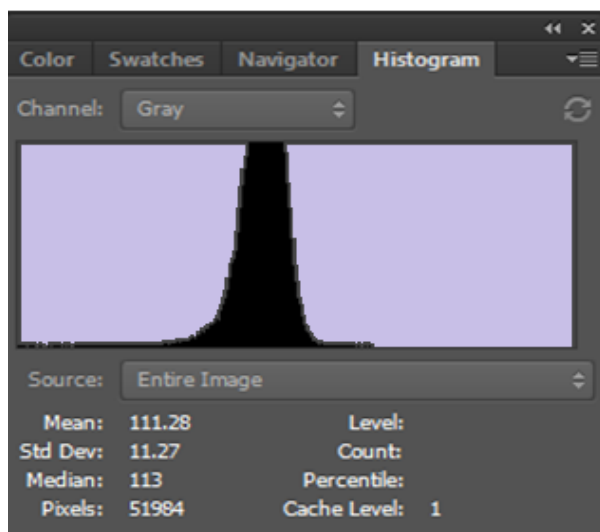 Color Swatches Navigator Histogram
Channel: Gray
Source: Entire Image
Mean: 111.28 Level:
Std Dev: 11.27 Count:
Median: 113 Percentile:
Pixels: 51984 Cache Level: 1